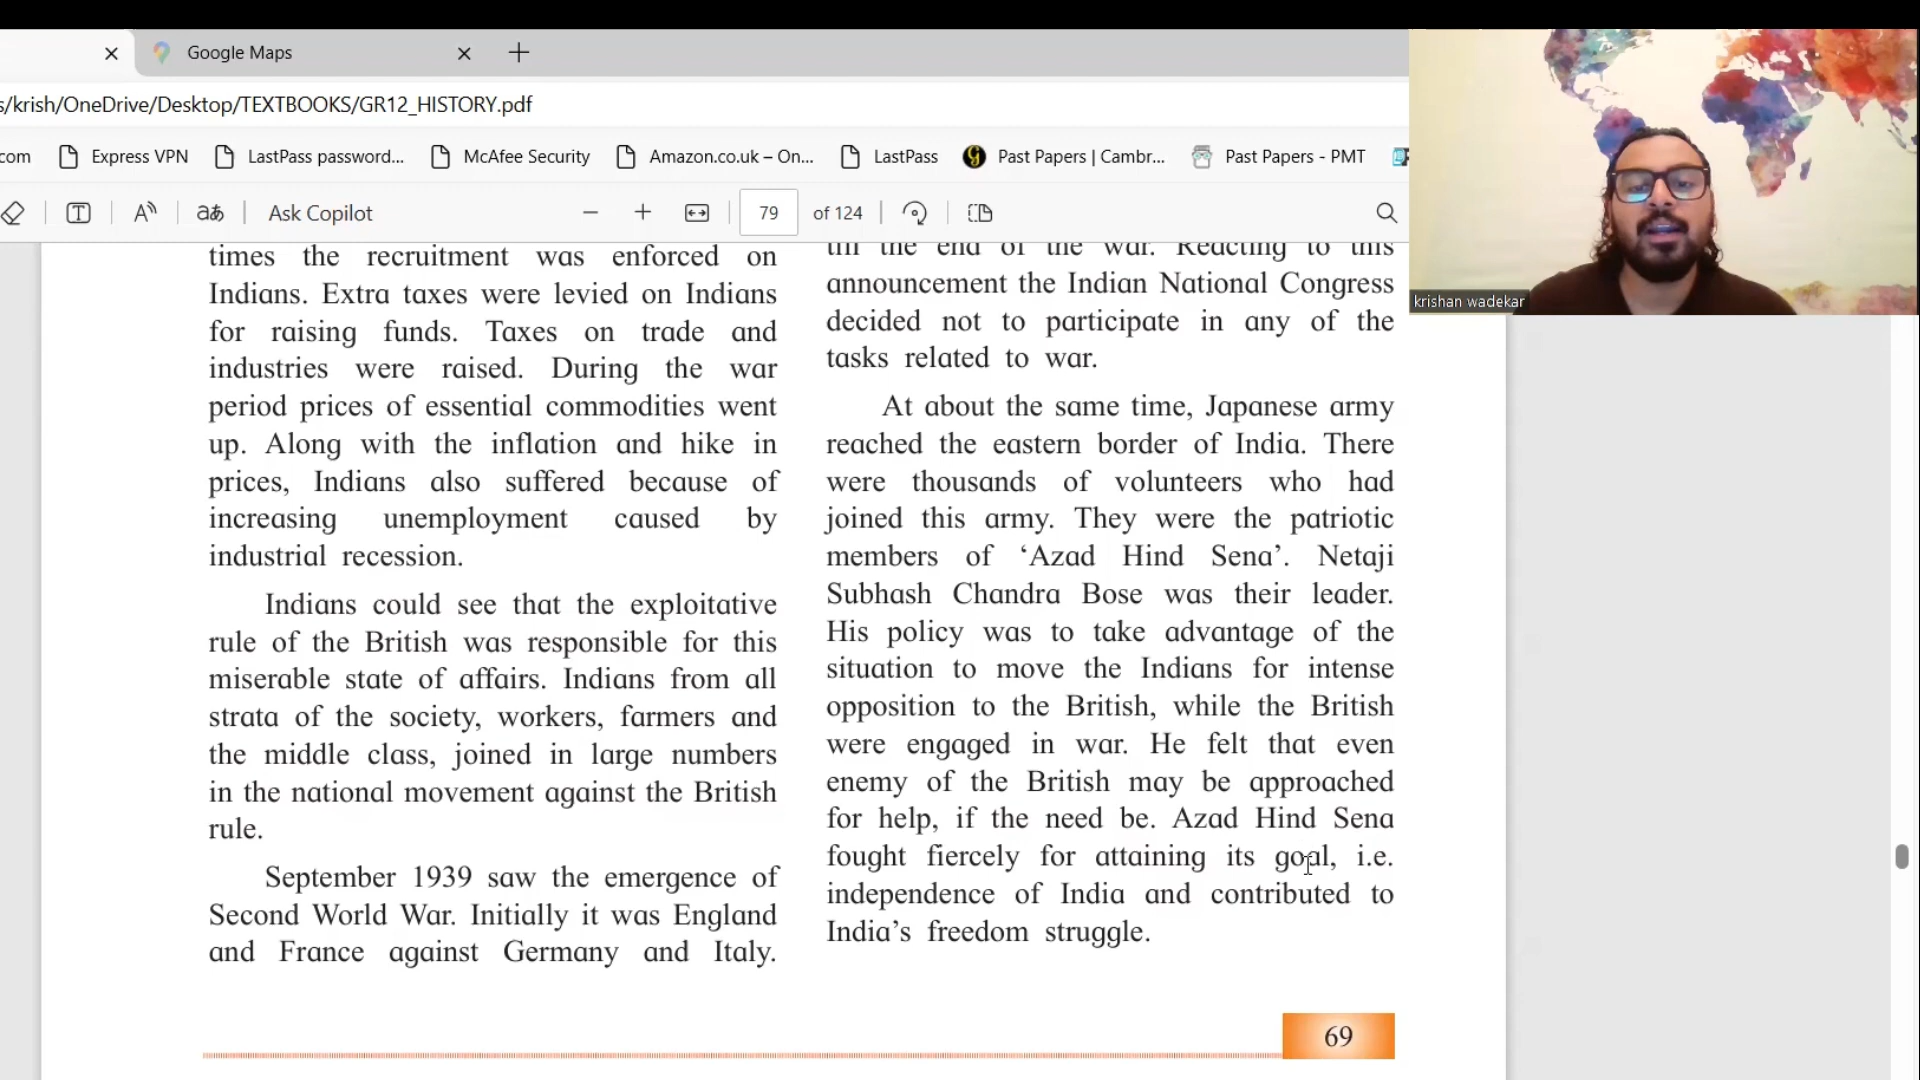 Google Maps
s/krish/OneDrive/Desktop/TEXTBOOKS/GR12_HISTORY.pdf
com
Express VPN
LastPass password...
McAfee Security
Amazon.co.uk – On...
LastPass
Past Papers | Cambr...
Past Papers - PMT
Ask Copilot
79
of 124
krishan wadekar
times the recruitment was enforced on
Indians. Extra taxes were levied on Indians
for raising funds. Taxes on trade and
industries were raised. During the war
period prices of essential commodities went
up. Along with the inflation and hike in
prices, Indians also suffered because of
increasing unemployment caused by
industrial recession.
Indians could see that the exploitative
rule of the British was responsible for this
miserable state of affairs. Indians from all
strata of the society, workers, farmers and
the middle class, joined in large numbers
in the national movement against the British
rule.
September 1939 saw the emergence of
Second World War. Initially it was England
and France against Germany and Italy.
till the end of the war. Reacting to this
announcement the Indian National Congress
decided not to participate in any of the
tasks related to war.
At about the same time, Japanese army
reached the eastern border of India. There
were thousands of volunteers who had
joined this army. They were the patriotic
members of ‘Azad Hind Sena’. Netaji
Subhash Chandra Bose was their leader.
His policy was to take advantage of the
situation to move the Indians for intense
opposition to the British, while the British
were engaged in war. He felt that even
enemy of the British may be approached
for help, if the need be. Azad Hind Sena
fought fiercely for attaining its goal, i.e.
independence of India and contributed to
India’s freedom struggle.
69